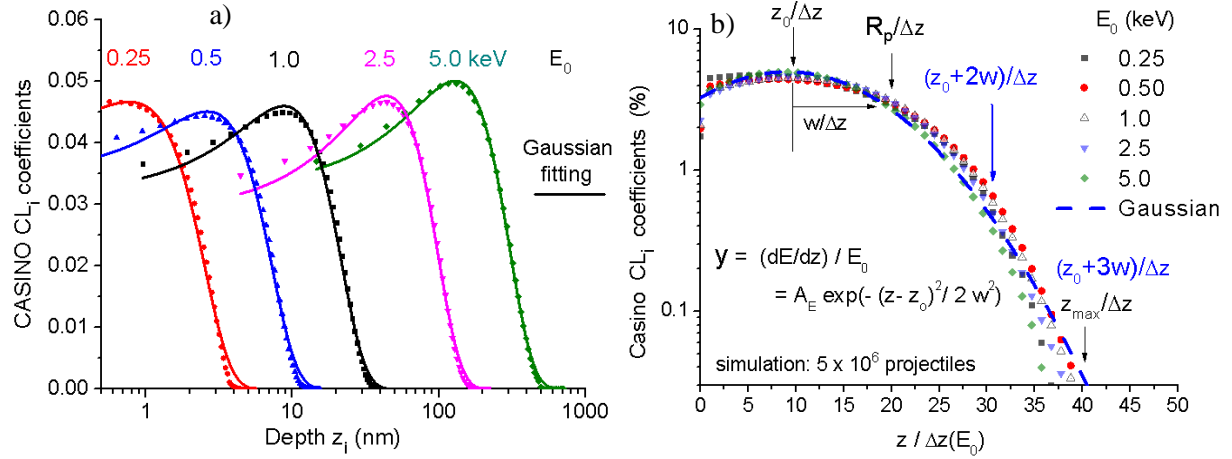 a)
0.25 0.5 1.0 2.5 5.0 keV E0
Gaussian
fitting
0.06
0.05
0.04
0.03
0.02
0.01
0.00
CASINO CLi coefficients
1 10 100 1000
Depth zi (nm)
b)
z0/Δz
Rp/Δz
(z0+2w)/Δz
w/Δz
E0 (keV)
0.25
0.50
1.0
2.5
5.0
Gaussian
(z0+3w)/Δz
zmax/Δz
y = (dE/dz) / E0
= AE exp(- (z- zo)2/ 2 w2)
simulation: 5 x 106 projectiles
10
1
0.1
Casino CLi coefficients (%)
0 5 10 15 20 25 30 35 40 45 50
z / Δz(E0)